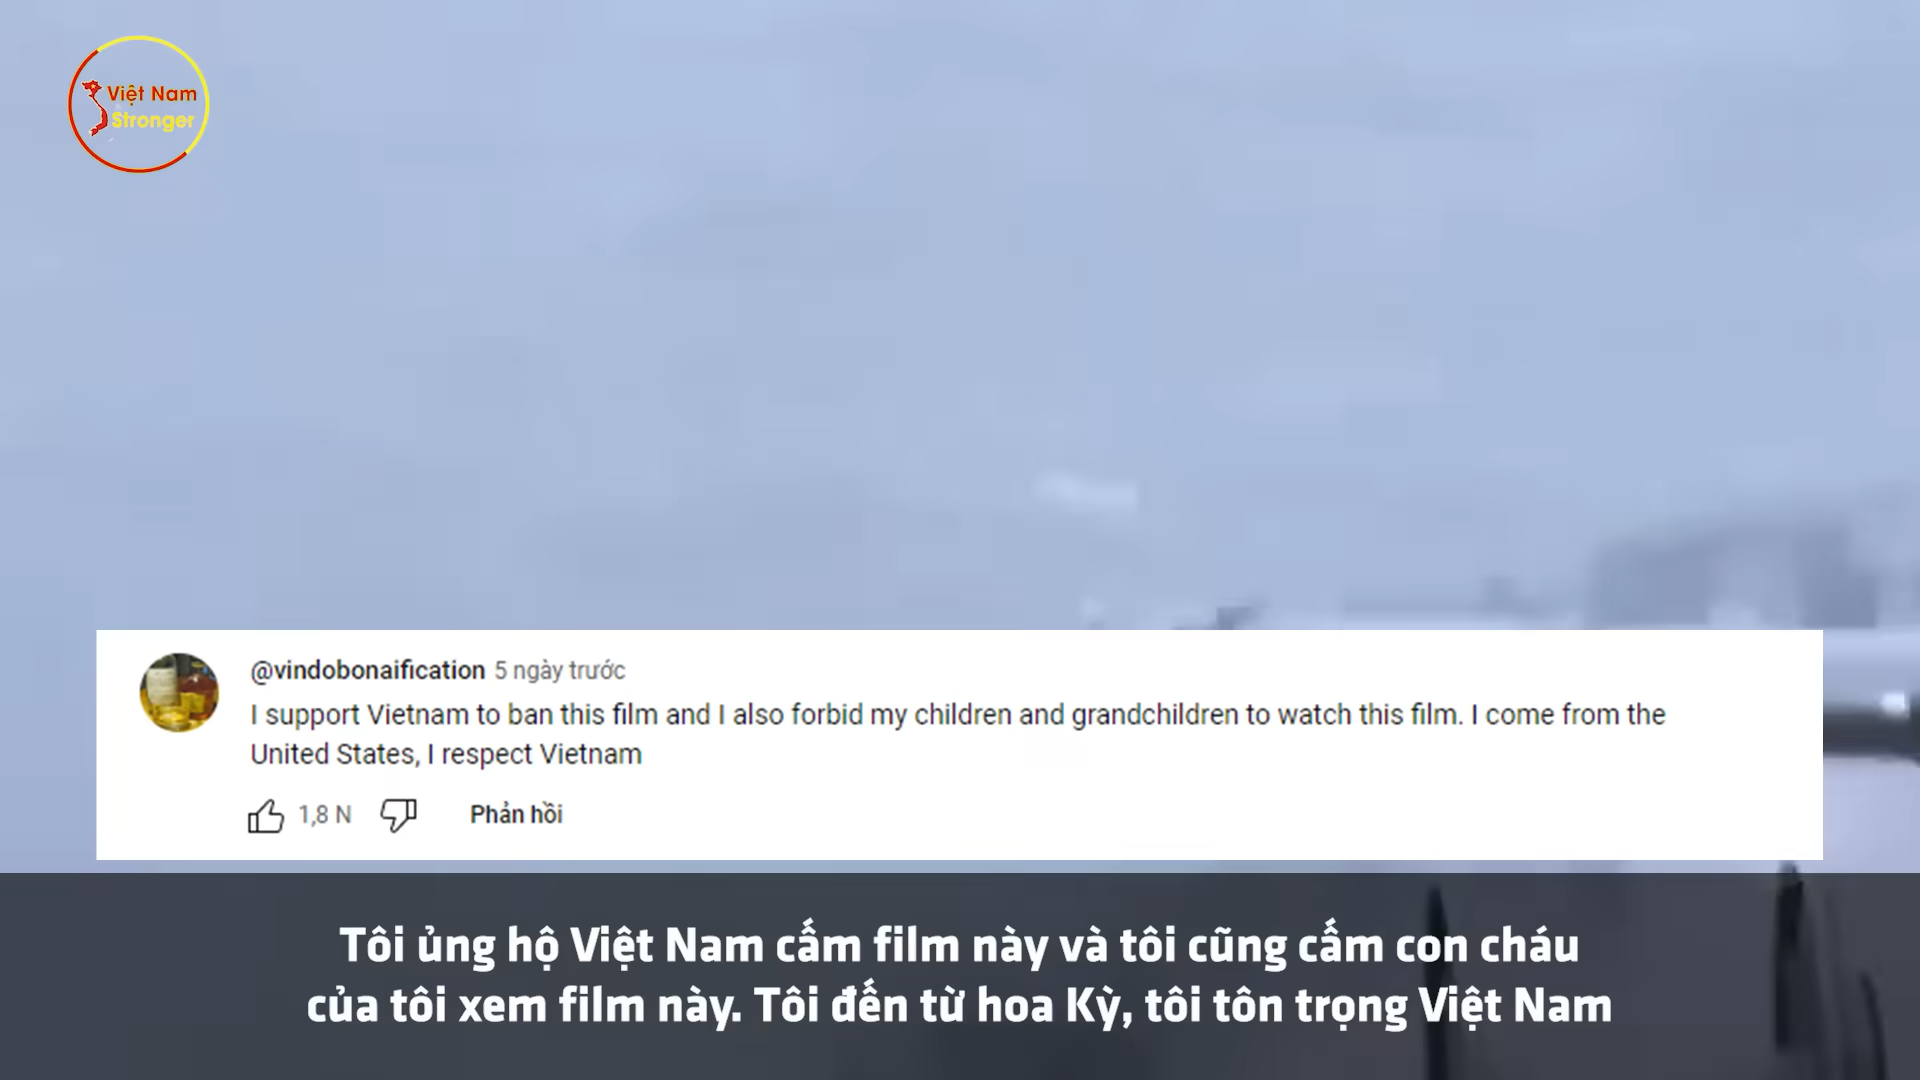 Việt Nam
Stronger
@vindobonaification 5 ngày trước
I support Vietnam to ban this film and I also forbid my children and grandchildren to watch this film. I come from the
United States, I respect Vietnam
1,8 N Phản hồi
Tôi ủng hộ Việt Nam cấm film này và tôi cũng cấm con cháu
của tôi xem film này. Tôi đến từ hoa Kỳ, tôi tôn trọng Việt Nam